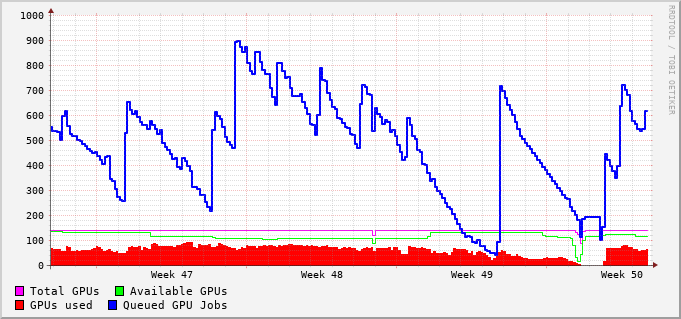 1000
900
800
700
600
500
400
300
200
100
0
Week 47 Week 48 Week 49 Week 50
Total GPUs Available GPUs
GPUs used Queued GPU Jobs
RRDTOOL / TOBI OETIKER